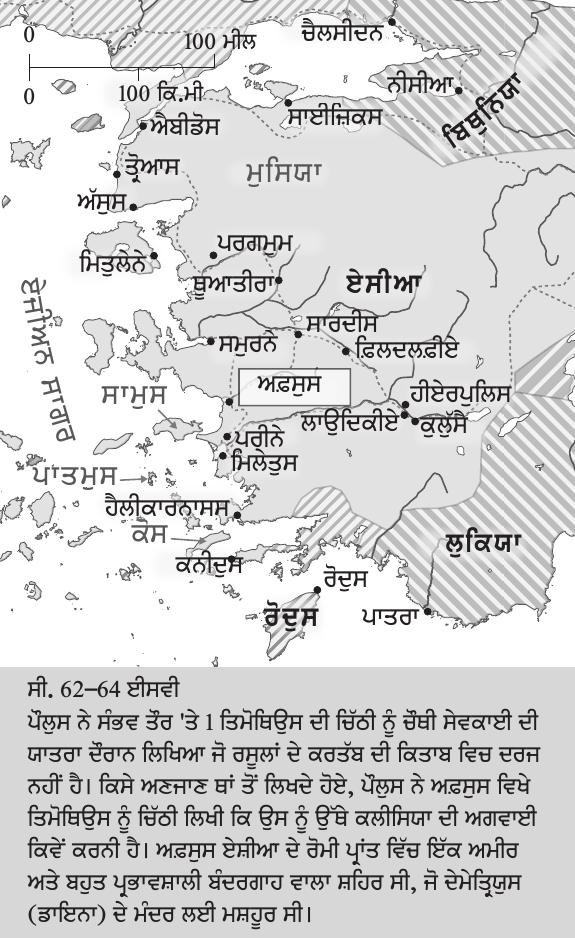 0
100 ਮੀਲ
0
100 ਕਿ.ਮੀ
ਚੈਲਸੀਦਨ
ਨੀਸੀਆ
ਬਿਥੁਨਿਯਾ
ਸਾਈਜ਼ਿਕਸ
ਐਬੀਡੋਸ
ਤ੍ਰੋਆਸ
ਮੁਸਿਯਾ
ਅੱਸੁਸ
ਪਰਗਮੁਮ
ਮਿਤੁਲੇਨੇ
ਥੂਆਤੀਰਾ
ਏਸੀਆ
ਏਜੀਅਨ ਸਾਗਰ
ਸਾਰਦੀਸ
ਸਮੁਰਨੇ
ਫ਼ਿਲਦਲਫ਼ੀਏ
ਅਫ਼ਸੁਸ
ਸਾਮੁਸ
ਹੀਏਰਪੁਲਿਸ
ਲਾਉਦਿਕੀਏ
ਕੁਲੁੱਸੈ
ਪਰੀਨੇ
ਮਿਲੇਤੁਸ
ਪਾਤਮੁਸ
ਹੈਲੀਕਾਰਨਾਸਸ
ਕੋਸ
ਕਨੀਦੁਸ
ਲੁਕਿਯਾ
ਰੋਦੁਸ
ਰੋਦੁਸ
ਪਾਤਰਾ
ਸੀ. 62–64 ਈਸਵੀ
ਪੌਲੁਸ ਨੇ ਸੰਭਵ ਤੌਰ 'ਤੇ 1 ਤਿਮੋਥਿਉਸ ਦੀ ਚਿੱਠੀ ਨੂੰ ਚੌਥੀ ਸੇਵਕਾਈ ਦੀ
ਯਾਤਰਾ ਦੌਰਾਨ ਲਿਖਿਆ ਜੋ ਰਸੂਲਾਂ ਦੇ ਕਰਤੱਬ ਦੀ ਕਿਤਾਬ ਵਿਚ ਦਰਜ
ਨਹੀਂ ਹੈ। ਕਿਸੇ ਅਣਜਾਣ ਥਾਂ ਤੋਂ ਲਿਖਦੇ ਹੋਏ, ਪੌਲੁਸ ਨੇ ਅਫ਼ਸੁਸ ਵਿਖੇ
ਤਿਮੋਥਿਉਸ ਨੂੰ ਚਿੱਠੀ ਲਿਖੀ ਕਿ ਉਸ ਨੂੰ ਉੱਥੇ ਕਲੀਸਿਯਾ ਦੀ ਅਗਵਾਈ
ਕਿਵੇਂ ਕਰਨੀ ਹੈ। ਅਫ਼ਸੁਸ ਏਸ਼ੀਆ ਦੇ ਰੋਮੀ ਪ੍ਰਾਂਤ ਵਿੱਚ ਇੱਕ ਅਮੀਰ
ਅਤੇ ਬਹੁਤ ਪ੍ਰਭਾਵਸ਼ਾਲੀ ਬੰਦਰਗਾਹ ਵਾਲਾ ਸ਼ਹਿਰ ਸੀ, ਜੋ ਦੇਮੇਤ੍ਰਿਯੁਸ
(ਡਾਇਨਾ) ਦੇ ਮੰਦਰ ਲਈ ਮਸ਼ਹੂਰ ਸੀ।